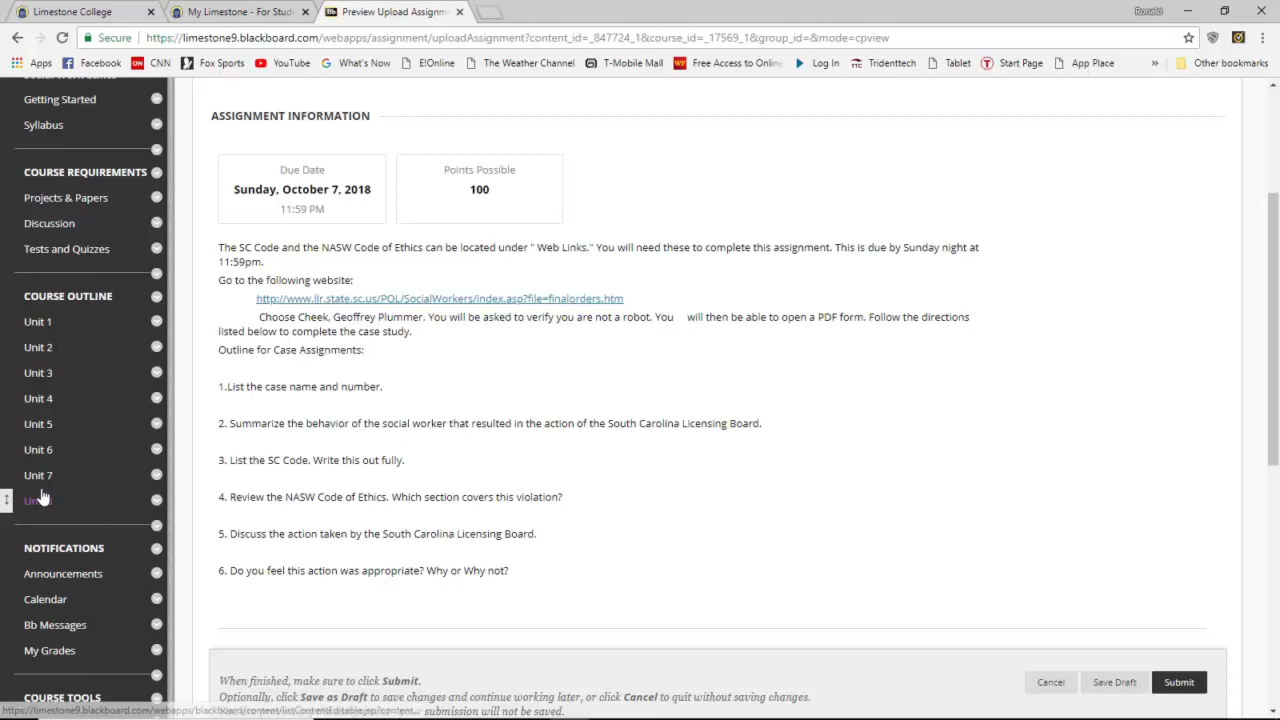 Limestone College
My Limestone - For Stud
Preview Upload Assignm
Ronald
Secure
https://limestone9.blackboard.com/webapps/assignment/uploadAssignment?content_id=_847724_1&course_id=_17569_1&group_id=&mode=cpview
Apps
Facebook
CNN
Fox Sports
YouTube
What's Now
E!Online
The Weather Channel
T-Mobile Mall
Free Access to Online
Log In
Tridenttech
Tablet
Start Page
App Place
»
Other bookmarks
Getting Started
Syllabus
COURSE REQUIREMENTS
Projects & Papers
Discussion
Tests and Quizzes
COURSE OUTLINE
Unit 1
Unit 2
Unit 3
Unit 4
Unit 5
Unit 6
Unit 7
NOTIFICATIONS
Announcements
Calendar
Bb Messages
My Grades
COURSE TOOLS
ASSIGNMENT INFORMATION
Due Date
Sunday, October 7, 2018
11:59 PM
Points Possible
100
The SC Code and the NASW Code of Ethics can be located under " Web Links." You will need these to complete this assignment. This is due by Sunday night at
11:59pm.
Go to the following website:
http://www.llr.state.sc.us/POL/SocialWorkers/index.asp?file=finalorders.htm
Choose Cheek, Geoffrey Plummer. You will be asked to verify you are not a robot. You will then be able to open a PDF form. Follow the directions
listed below to complete the case study.
Outline for Case Assignments:
1.List the case name and number.
2. Summarize the behavior of the social worker that resulted in the action of the South Carolina Licensing Board.
3. List the SC Code. Write this out fully.
4. Review the NASW Code of Ethics. Which section covers this violation?
5. Discuss the action taken by the South Carolina Licensing Board.
6. Do you feel this action was appropriate? Why or Why not?
When finished, make sure to click Submit.
Optionally, click Save as Draft to save changes and continue working later, or click Cancel to quit without saving changes.
submission will not be saved.
Cancel
Save Draft
Submit
https://limestone9.blackboard.com/webapps/blackboard/content/listContentEditable.jsp?content...